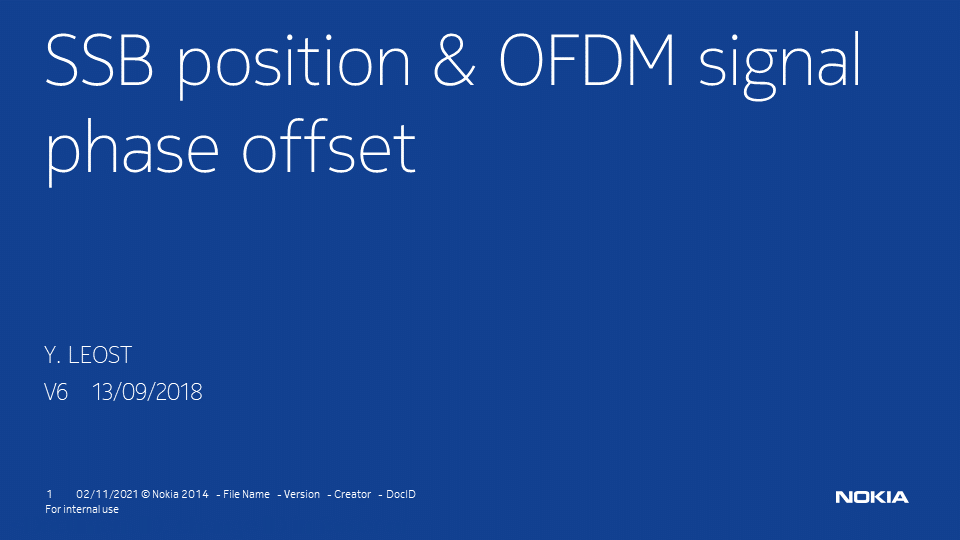 SSB position & OFDM signal
phase offset
Y. LEOST
V6 13/09/2018
1 02/11/2021 © Nokia 2014 - File Name - Version - Creator - DocID
For internal use
NOKIA